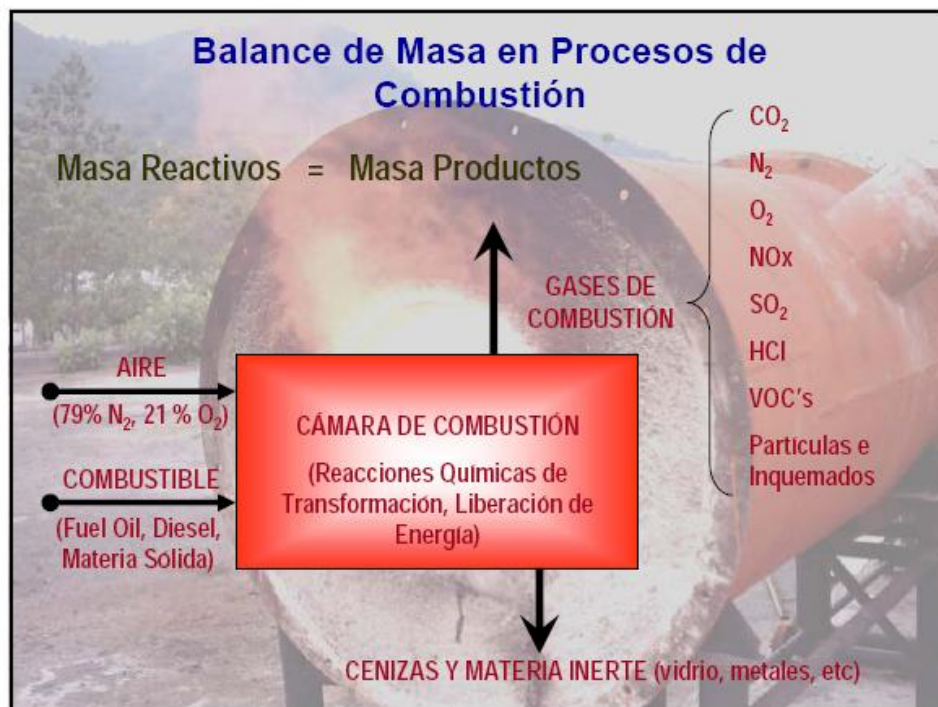 Balance de Masa en Procesos de
Combustión
Masa Reactivos = Masa Productos
CO₂
N₂
O₂
NOx
SO₂
HCl
VOC's
Partículas e
Inquemados
GASES DE
COMBUSTIÓN
AIRE
(79% N₂, 21 % O₂)
COMBUSTIBLE
(Fuel Oil, Diesel,
Materia Sólida)
CÁMARA DE COMBUSTIÓN
(Reacciones Químicas de
Transformación, Liberación de
Energía)
CENIZAS Y MATERIA INERTE (vidrio, metales, etc)